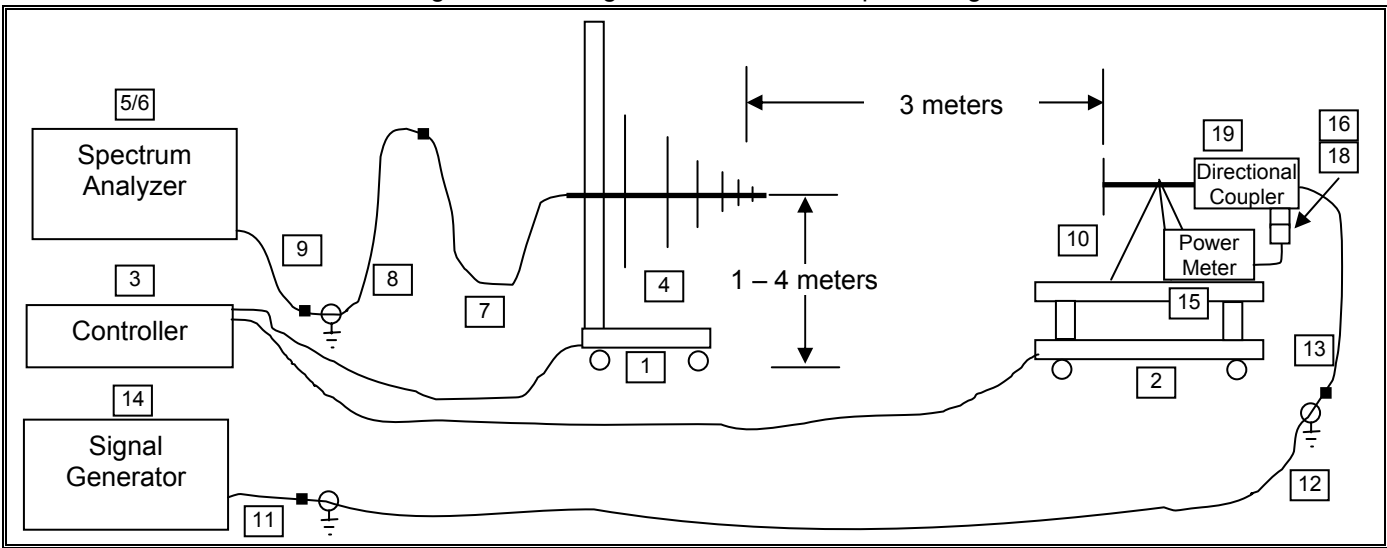 5/6
Spectrum
Analyzer
3 meters
19
16
18
Directional
Coupler
9
8
7
4
10
Power
Meter
1 – 4 meters
15
3
Controller
1
2
13
14
Signal
Generator
11
12